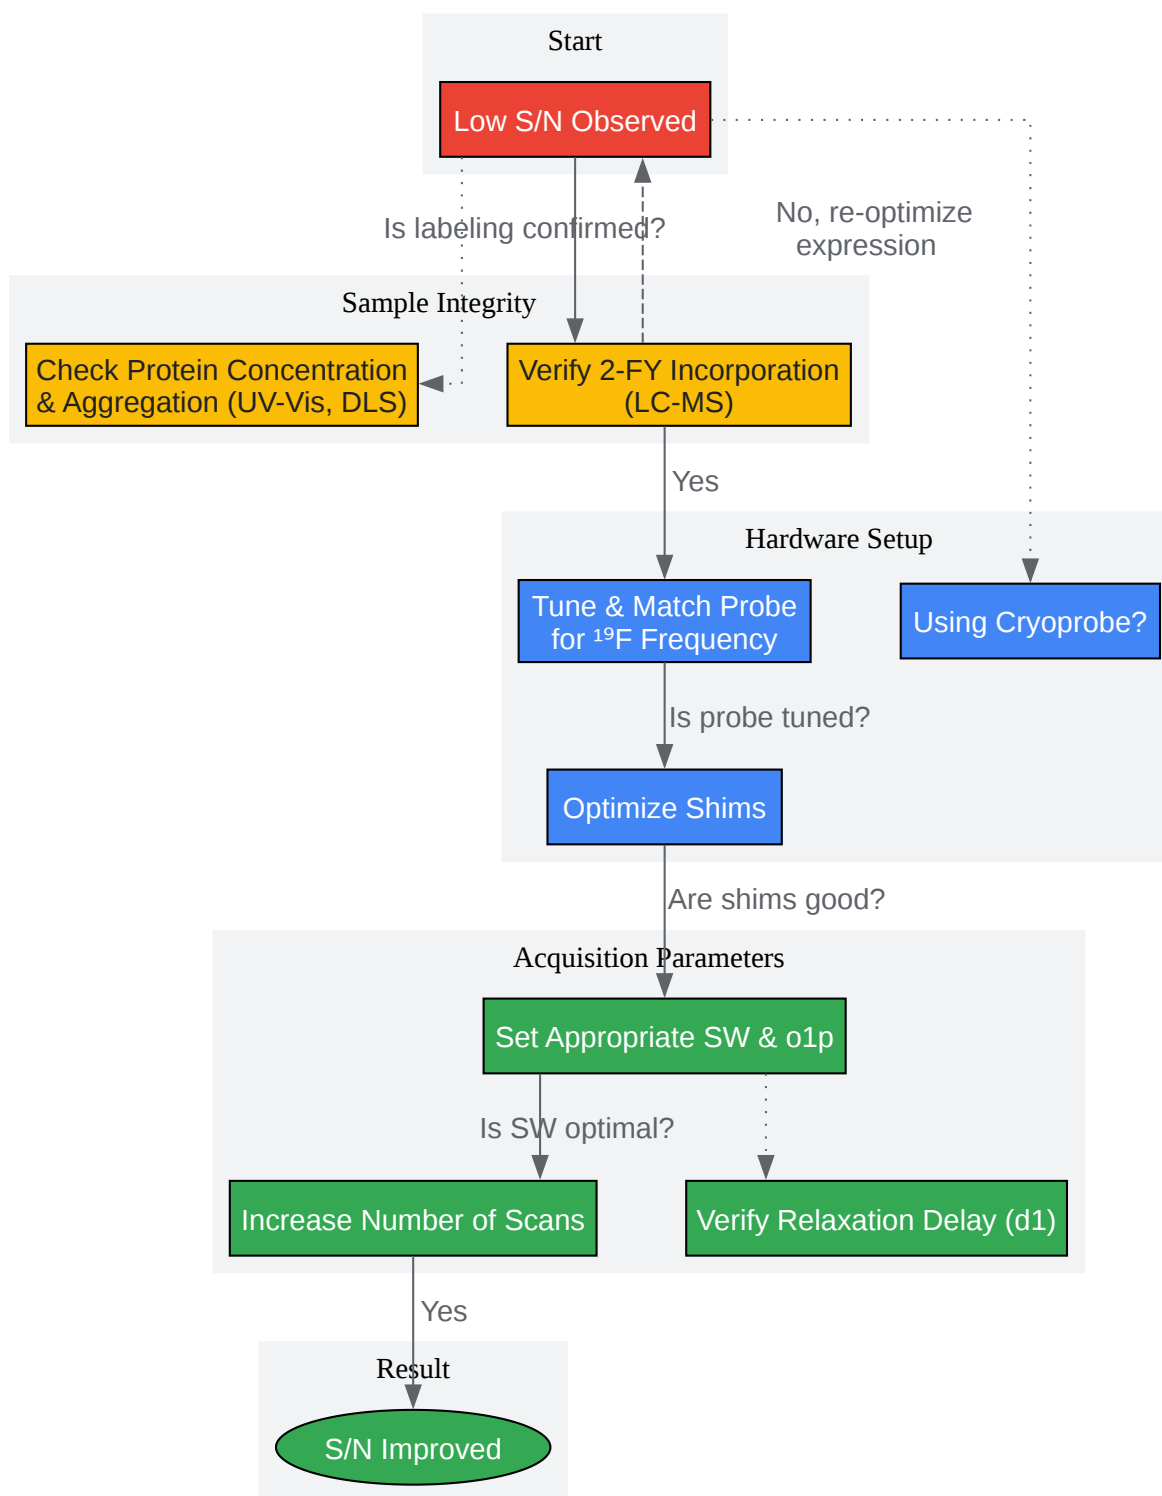 Start
Low S/N Observed
Is labeling confirmed?
No, re-optimize
expression
Sample Integrity
Check Protein Concentration
& Aggregation (UV-Vis, DLS)
Verify 2-FY Incorporation
(LC-MS)
Yes
Hardware Setup
Tune & Match Probe
for ¹⁹F Frequency
Using Cryoprobe?
Is probe tuned?
Optimize Shims
Are shims good?
Acquisition Parameters
Set Appropriate SW & o1p
Is SW optimal?
Increase Number of Scans
Verify Relaxation Delay (d1)
Yes
Result
S/N Improved